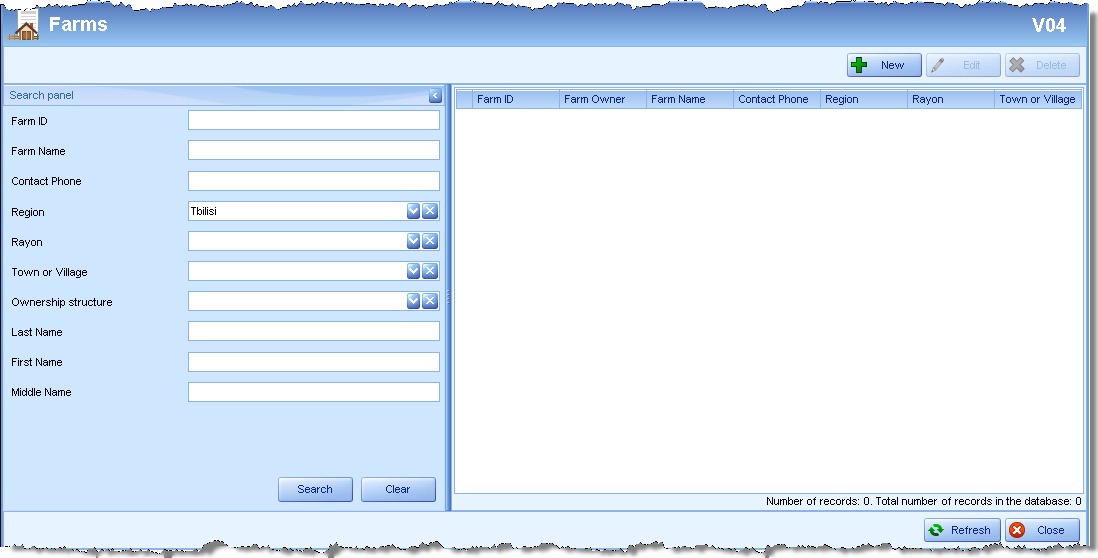 Farms
V04
New Edit Delete
Search panel
Farm ID
Farm Name
Contact Phone
Region Tbilisi
Rayon
Town or Village
Ownership structure
Last Name
First Name
Middle Name
Search Clear
Farm ID Farm Owner Farm Name Contact Phone Region Rayon Town or Village
Number of records: 0. Total number of records in the database: 0
Refresh Close